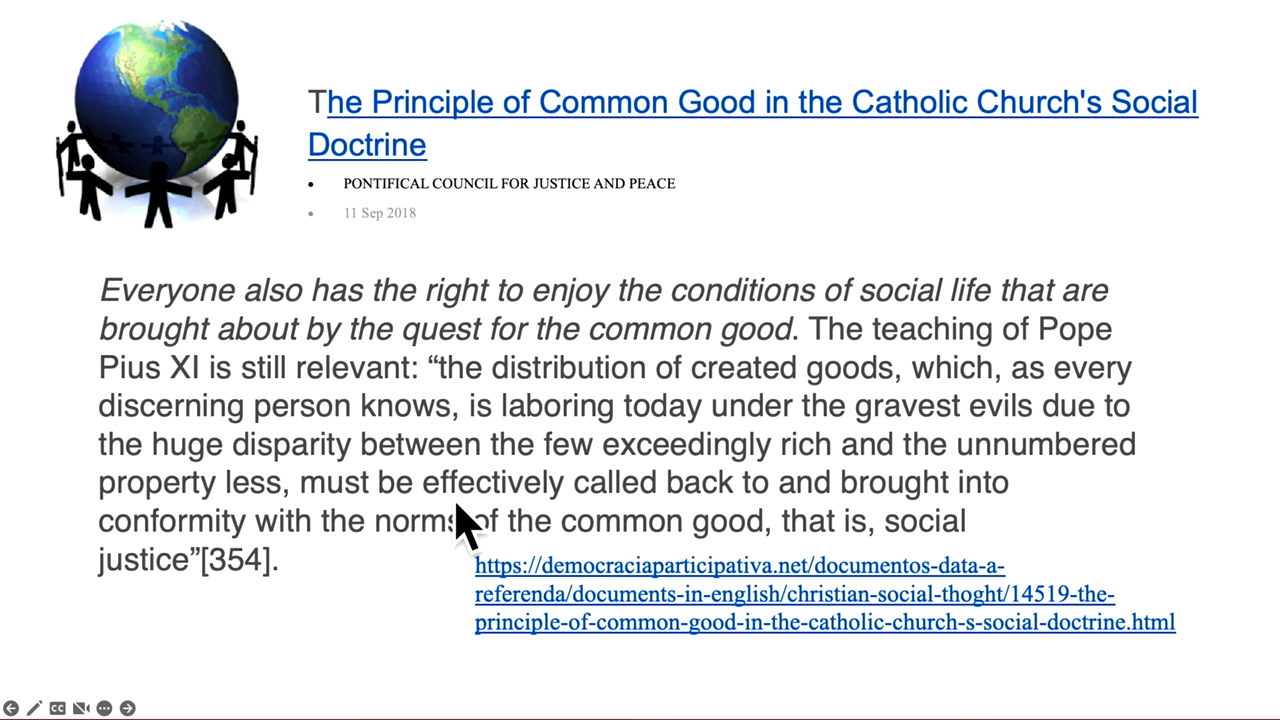 The Principle of Common Good in the Catholic Church's Social
Doctrine
• PONTIFICAL COUNCIL FOR JUSTICE AND PEACE
• 11 Sep 2018
Everyone also has the right to enjoy the conditions of social life that are
brought about by the quest for the common good. The teaching of Pope
Pius XI is still relevant: “the distribution of created goods, which, as every
discerning person knows, is laboring today under the gravest evils due to
the huge disparity between the few exceedingly rich and the unnumbered
property less, must be effectively called back to and brought into
conformity with the norms of the common good, that is, social
justice”[354].
https://democraciaparticipativa.net/documentos-data-a-
referenda/documents-in-english/christian-social-thoght/14519-the-
principle-of-common-good-in-the-catholic-church-s-social-doctrine.html
CC